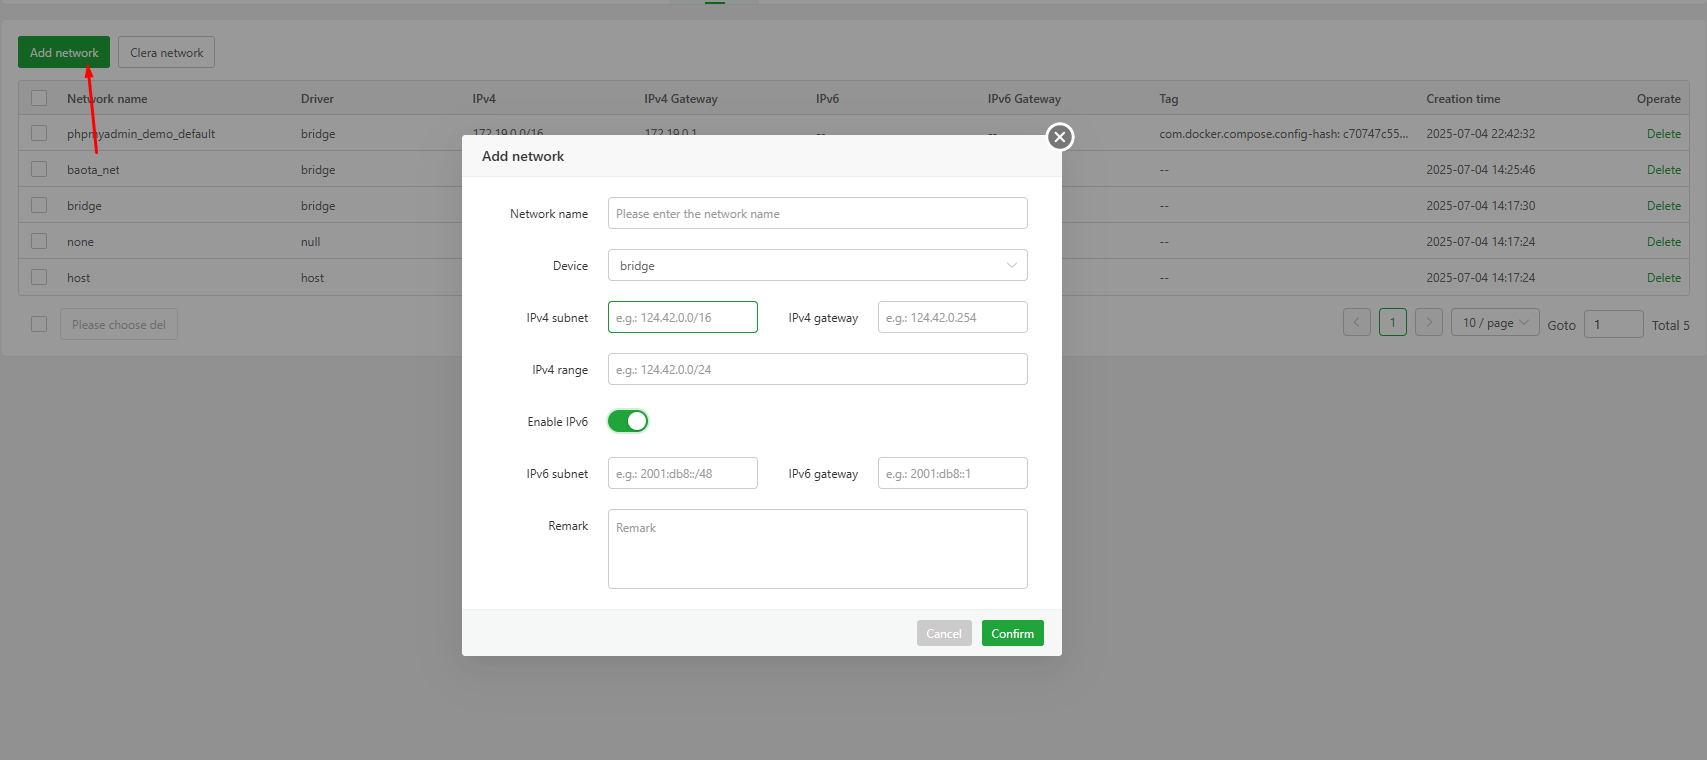 Add network Clera network
Network name Driver IPv4 IPv4 Gateway IPv6 IPv6 Gateway Tag Creation time Operate
phpmyadmin_demo_default bridge 172.19.0.0/16 172.19.0.1 -- -- com.docker.compose.config-hash: c70747c55... 2025-07-04 22:42:32 Delete
baota_net bridge -- 2025-07-04 14:25:46 Delete
bridge bridge -- 2025-07-04 14:17:30 Delete
none null -- 2025-07-04 14:17:24 Delete
host host -- 2025-07-04 14:17:24 Delete
Please choose del 1 10 / page Goto 1 Total 5
Add network
Network name Please enter the network name
Device bridge
IPv4 subnet e.g.: 124.42.0.0/16 IPv4 gateway e.g.: 124.42.0.254
IPv4 range e.g.: 124.42.0.0/24
Enable IPv6
IPv6 subnet e.g.: 2001:db8::/48 IPv6 gateway e.g.: 2001:db8::1
Remark Remark
Cancel Confirm